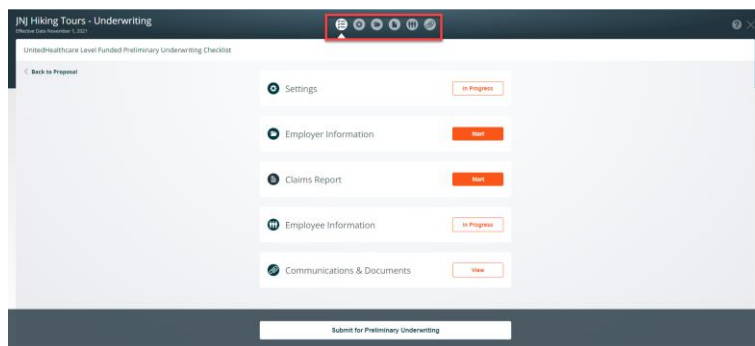 JNJ Hiking Tours - Underwriting
Effective Date November 1, 2021
UnitedHealthcare Level Funded Preliminary Underwriting Checklist
Back to Proposal
Settings
In Progress
Employer Information
Start
Claims Report
Start
Employee Information
In Progress
Communications & Documents
View
Submit for Preliminary Underwriting